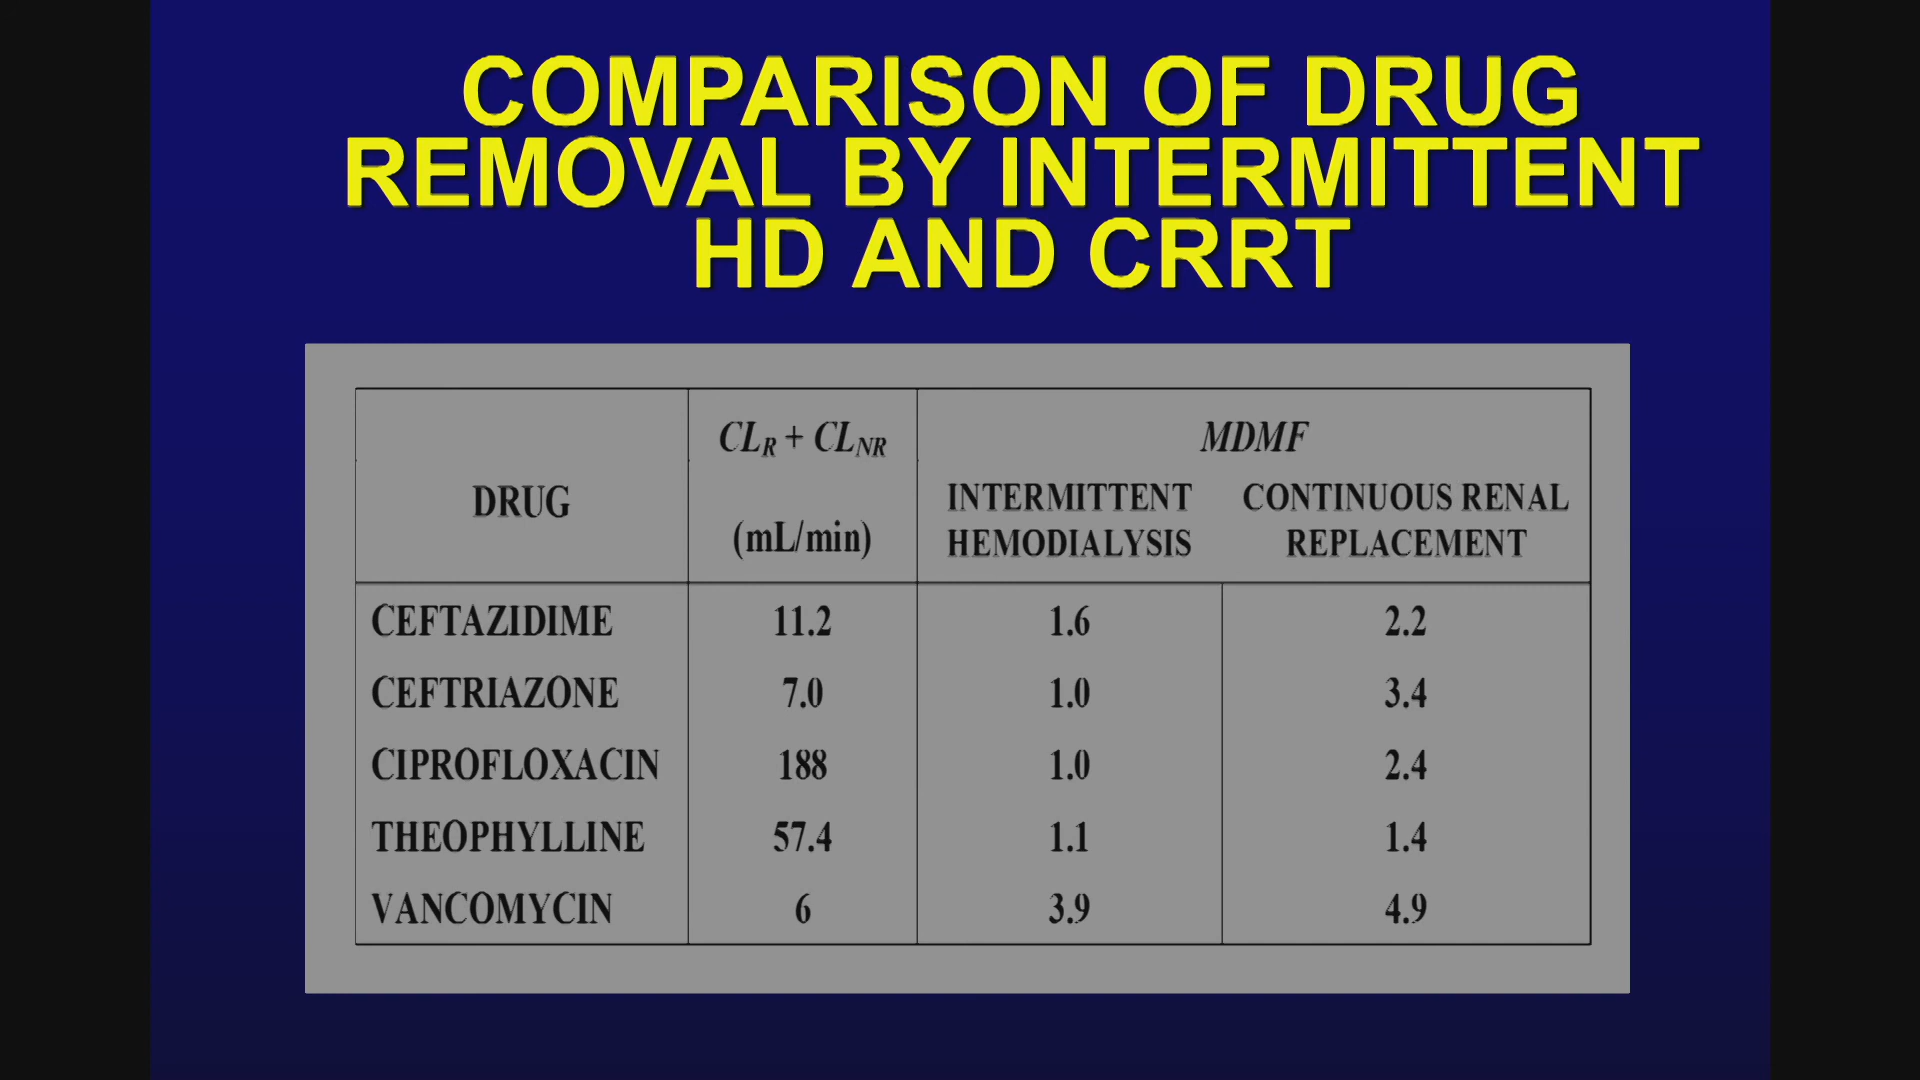 COMPARISON OF DRUG
REMOVAL BY INTERMITTENT
HD AND CRRT
DRUG
CLR + CLNR
(mL/min)
MDMF
INTERMITTENT HEMODIALYSIS
CONTINUOUS RENAL REPLACEMENT
CEFTAZIDIME 11.2 1.6 2.2
CEFTRIAZONE 7.0 1.0 3.4
CIPROFLOXACIN 188 1.0 2.4
THEOPHYLLINE 57.4 1.1 1.4
VANCOMYCIN 6 3.9 4.9